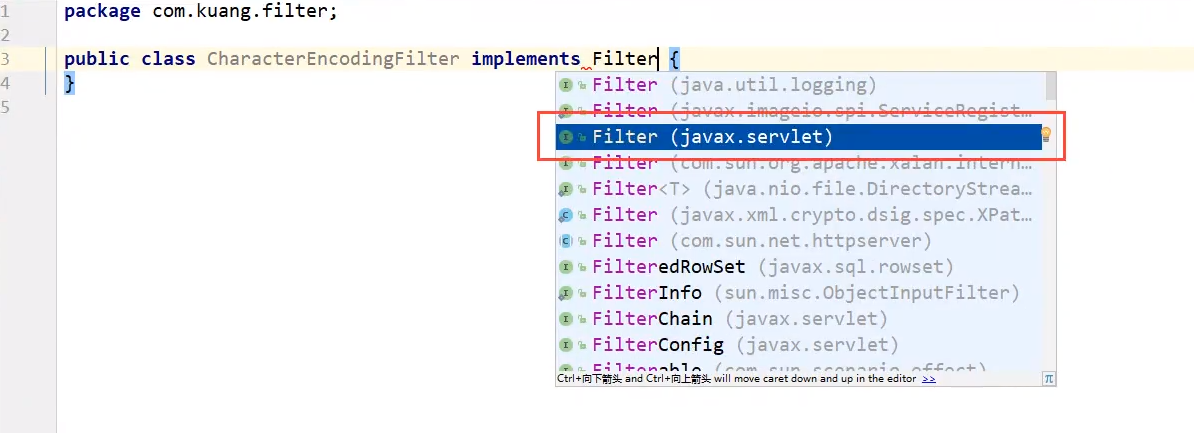 1 package com.kuang.filter;
2
3 public class CharacterEncodingFilter implements Filter {
4 }
5
Filter (java.util.logging)
Filter (javax.imageio.spi.ServiceRegist…
Filter (javax.servlet)
Filter (com.sun.org.apache.xalan.intern…
Filter<T> (java.nio.file.DirectoryStrea…
Filter (javax.xml.crypto.dsig.spec.XPat…
Filter (com.sun.net.httpserver)
FilteredRowSet (javax.sql.rowset)
FilterInfo (sun.misc.ObjectInputFilter)
FilterChain (javax.servlet)
FilterConfig (javax.servlet)
Filterable (com.sun.scenario.effect)
Ctrl+向下箭头 and Ctrl+向上箭头 will move caret down and up in the editor >> π